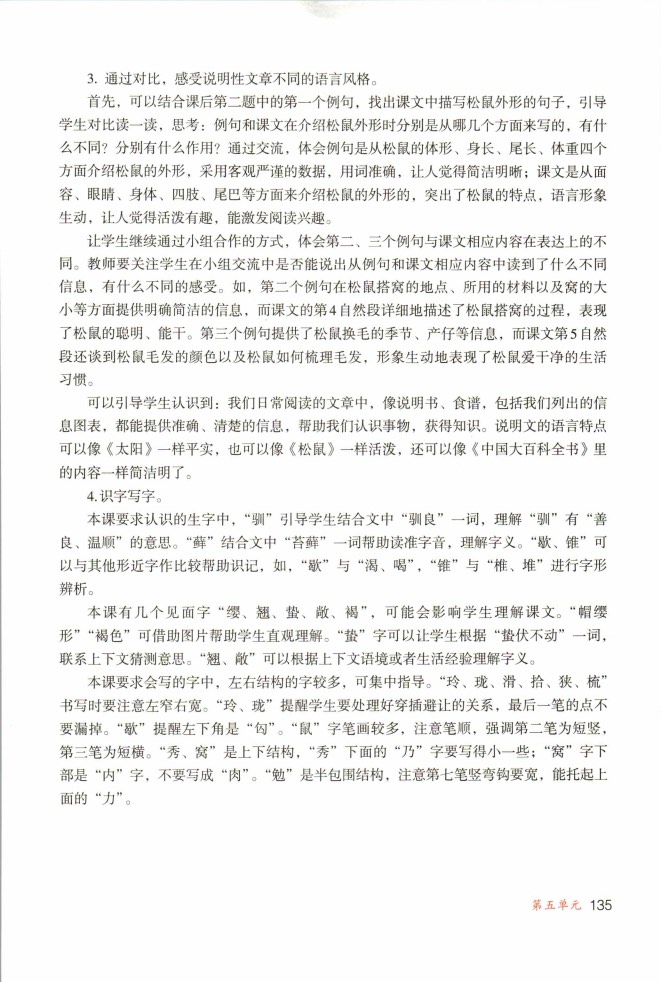 3. 通过对比，感受说明性文章不同的语言风格。
首先，可以结合课后第二题中的第一个例句，找出课文中描写松鼠外形的句子，引导
学生对比读一读，思考：例句和课文在介绍松鼠外形时分别是从哪几个方面来写的，有什
么不同？分别有什么作用？通过交流，体会例句是从松鼠的体形、身长、尾长、体重四个
方面介绍松鼠的外形，采用客观严谨的数据，用词准确，让人觉得简洁明晰；课文是从面
容、眼睛、身体、四肢、尾巴等方面来介绍松鼠的外形的，突出了松鼠的特点，语言形象
生动，让人觉得活泼有趣，能激发阅读兴趣。
让学生继续通过小组合作的方式，体会第二、三个例句与课文相应内容在表达上的不
同。教师要关注学生在小组交流中是否能说出从例句和课文相应内容中读到了什么不同
信息，有什么不同的感受。如，第二个例句在松鼠搭窝的地点、所用的材料以及窝的大
小等方面提供明确简洁的信息，而课文的第4自然段详细地描述了松鼠搭窝的过程，表现
了松鼠的聪明、能干。第三个例句提供了松鼠换毛的季节、产仔等信息，而课文第5自然
段还谈到松鼠毛发的颜色以及松鼠如何梳理毛发，形象生动地表现了松鼠爱干净的生活
习惯。
可以引导学生认识到：我们日常阅读的文章中，像说明书、食谱，包括我们列出的信
息图表，都能提供准确、清楚的信息，帮助我们认识事物，获得知识。说明文的语言特点
可以像《太阳》一样平实，也可以像《松鼠》一样活泼，还可以像《中国大百科全书》里
的内容一样简洁明了。
4.识字写字。
本课要求认识的生字中，“驯”引导学生结合文中“驯良”一词，理解“驯”有“善
良、温顺”的意思。“藓”结合文中“苔藓”一词帮助读准字音，理解字义。“歇、锥”可
以与其他形近字作比较帮助识记，如，“歇”与“渴、喝”，“锥”与“椎、堆”进行字形
辨析。
本课有几个见面字“缨、翘、蛰、敞、褐”，可能会影响学生理解课文。“帽缨
形”“褐色”可借助图片帮助学生直观理解。“蛰”字可以让学生根据“蛰伏不动”一词，
联系上下文猜测意思。“翘、敞”可以根据上下文语境或者生活经验理解字义。
本课要求会写的字中，左右结构的字较多，可集中指导。“玲、珑、滑、拾、狭、梳”
书写时要注意左窄右宽。“玲、珑”提醒学生要处理好穿插避让的关系，最后一笔的点不
要漏掉。“歇”提醒左下角是“匃”。“鼠”字笔画较多，注意笔顺，强调第二笔为短竖，
第三笔为短横。“秀、窝”是上下结构，“秀”下面的“乃”字要写得小一些；“窝”字下
部是“内”字，不要写成“肉”。“勉”是半包围结构，注意第七笔竖弯钩要宽，能托起上
面的“力”。
第五单元 135